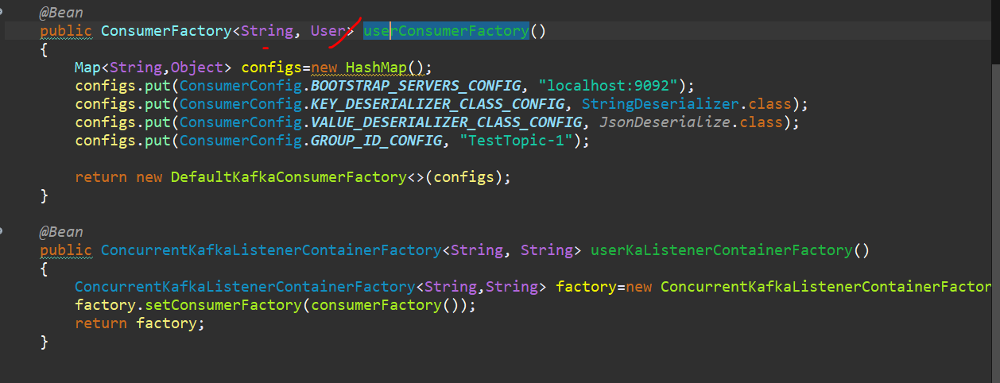 @Bean
public ConsumerFactory<String, User> userConsumerFactory()
{
Map<String,Object> configs=new HashMap();
configs.put(ConsumerConfig.BOOTSTRAP_SERVERS_CONFIG, "localhost:9092");
configs.put(ConsumerConfig.KEY_DESERIALIZER_CLASS_CONFIG, StringDeserializer.class);
configs.put(ConsumerConfig.VALUE_DESERIALIZER_CLASS_CONFIG, JsonDeserialize.class);
configs.put(ConsumerConfig.GROUP_ID_CONFIG, "TestTopic-1");
return new DefaultKafkaConsumerFactory<>(configs);
}
@Bean
public ConcurrentKafkaListenerContainerFactory<String, String> userKaListenerContainerFactory()
{
ConcurrentKafkaListenerContainerFactory<String,String> factory=new ConcurrentKafkaListenerContainerFactor
factory.setConsumerFactory(consumerFactory());
return factory;
}